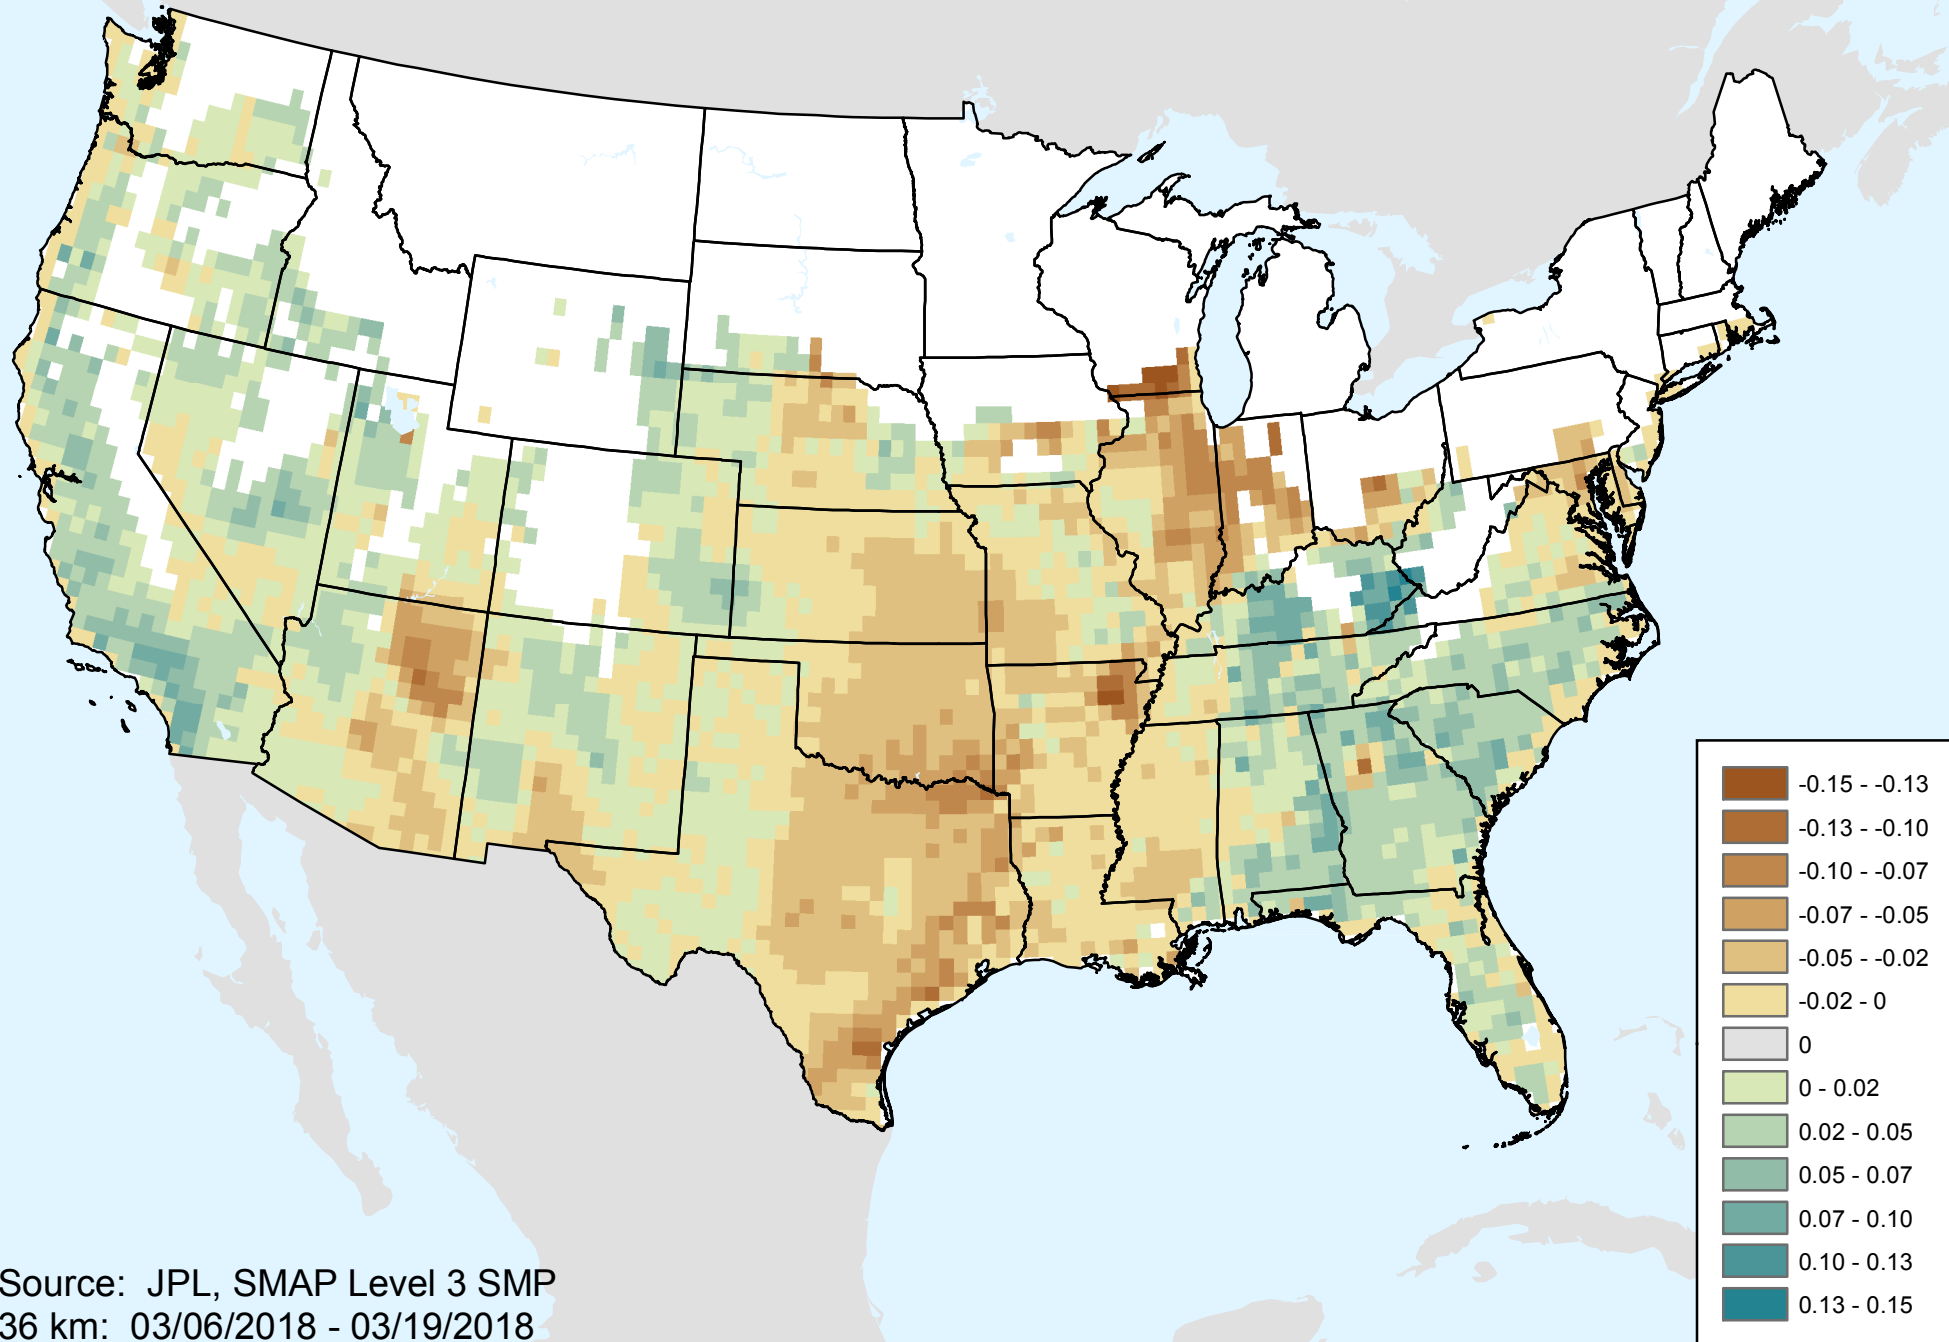 -0.15 - -0.13
-0.13 - -0.10
-0.10 - -0.07
-0.07 - -0.05
-0.05 - -0.02
-0.02 - 0
0
0 - 0.02
0.02 - 0.05
0.05 - 0.07
0.07 - 0.10
0.10 - 0.13
0.13 - 0.15
Source: JPL, SMAP Level 3 SMP
36 km: 03/06/2018 - 03/19/2018